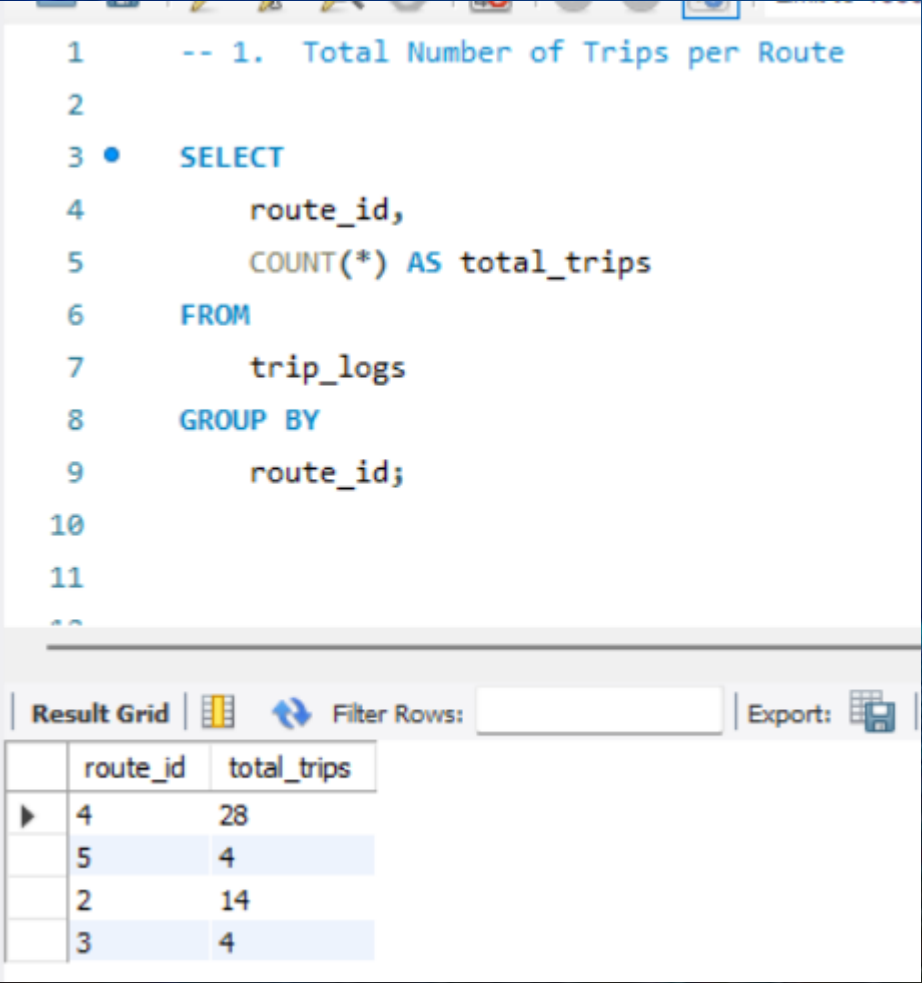 1 -- 1.  Total Number of Trips per Route
2
3 SELECT
4 route_id,
5 COUNT(*) AS total_trips
6 FROM
7 trip_logs
8 GROUP BY
9 route_id;
10
11
Result Grid Filter Rows: Export:
route_id total_trips
4 28
5 4
2 14
3 4